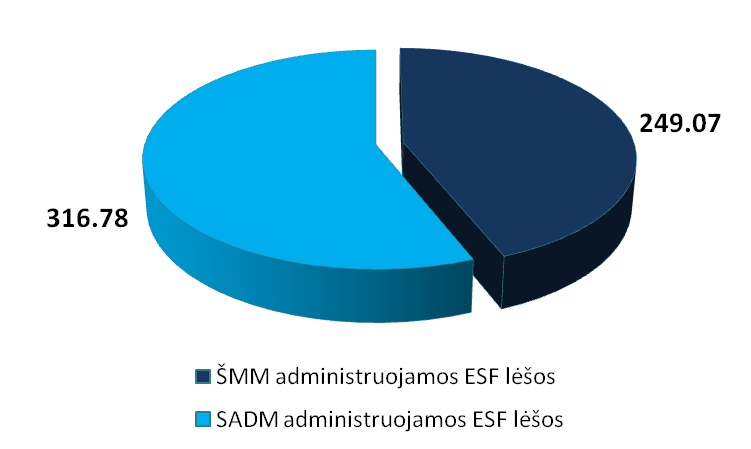 249.07
316.78
ŠMM administruojamos ESF lėšos
SADM administruojamos ESF lėšos